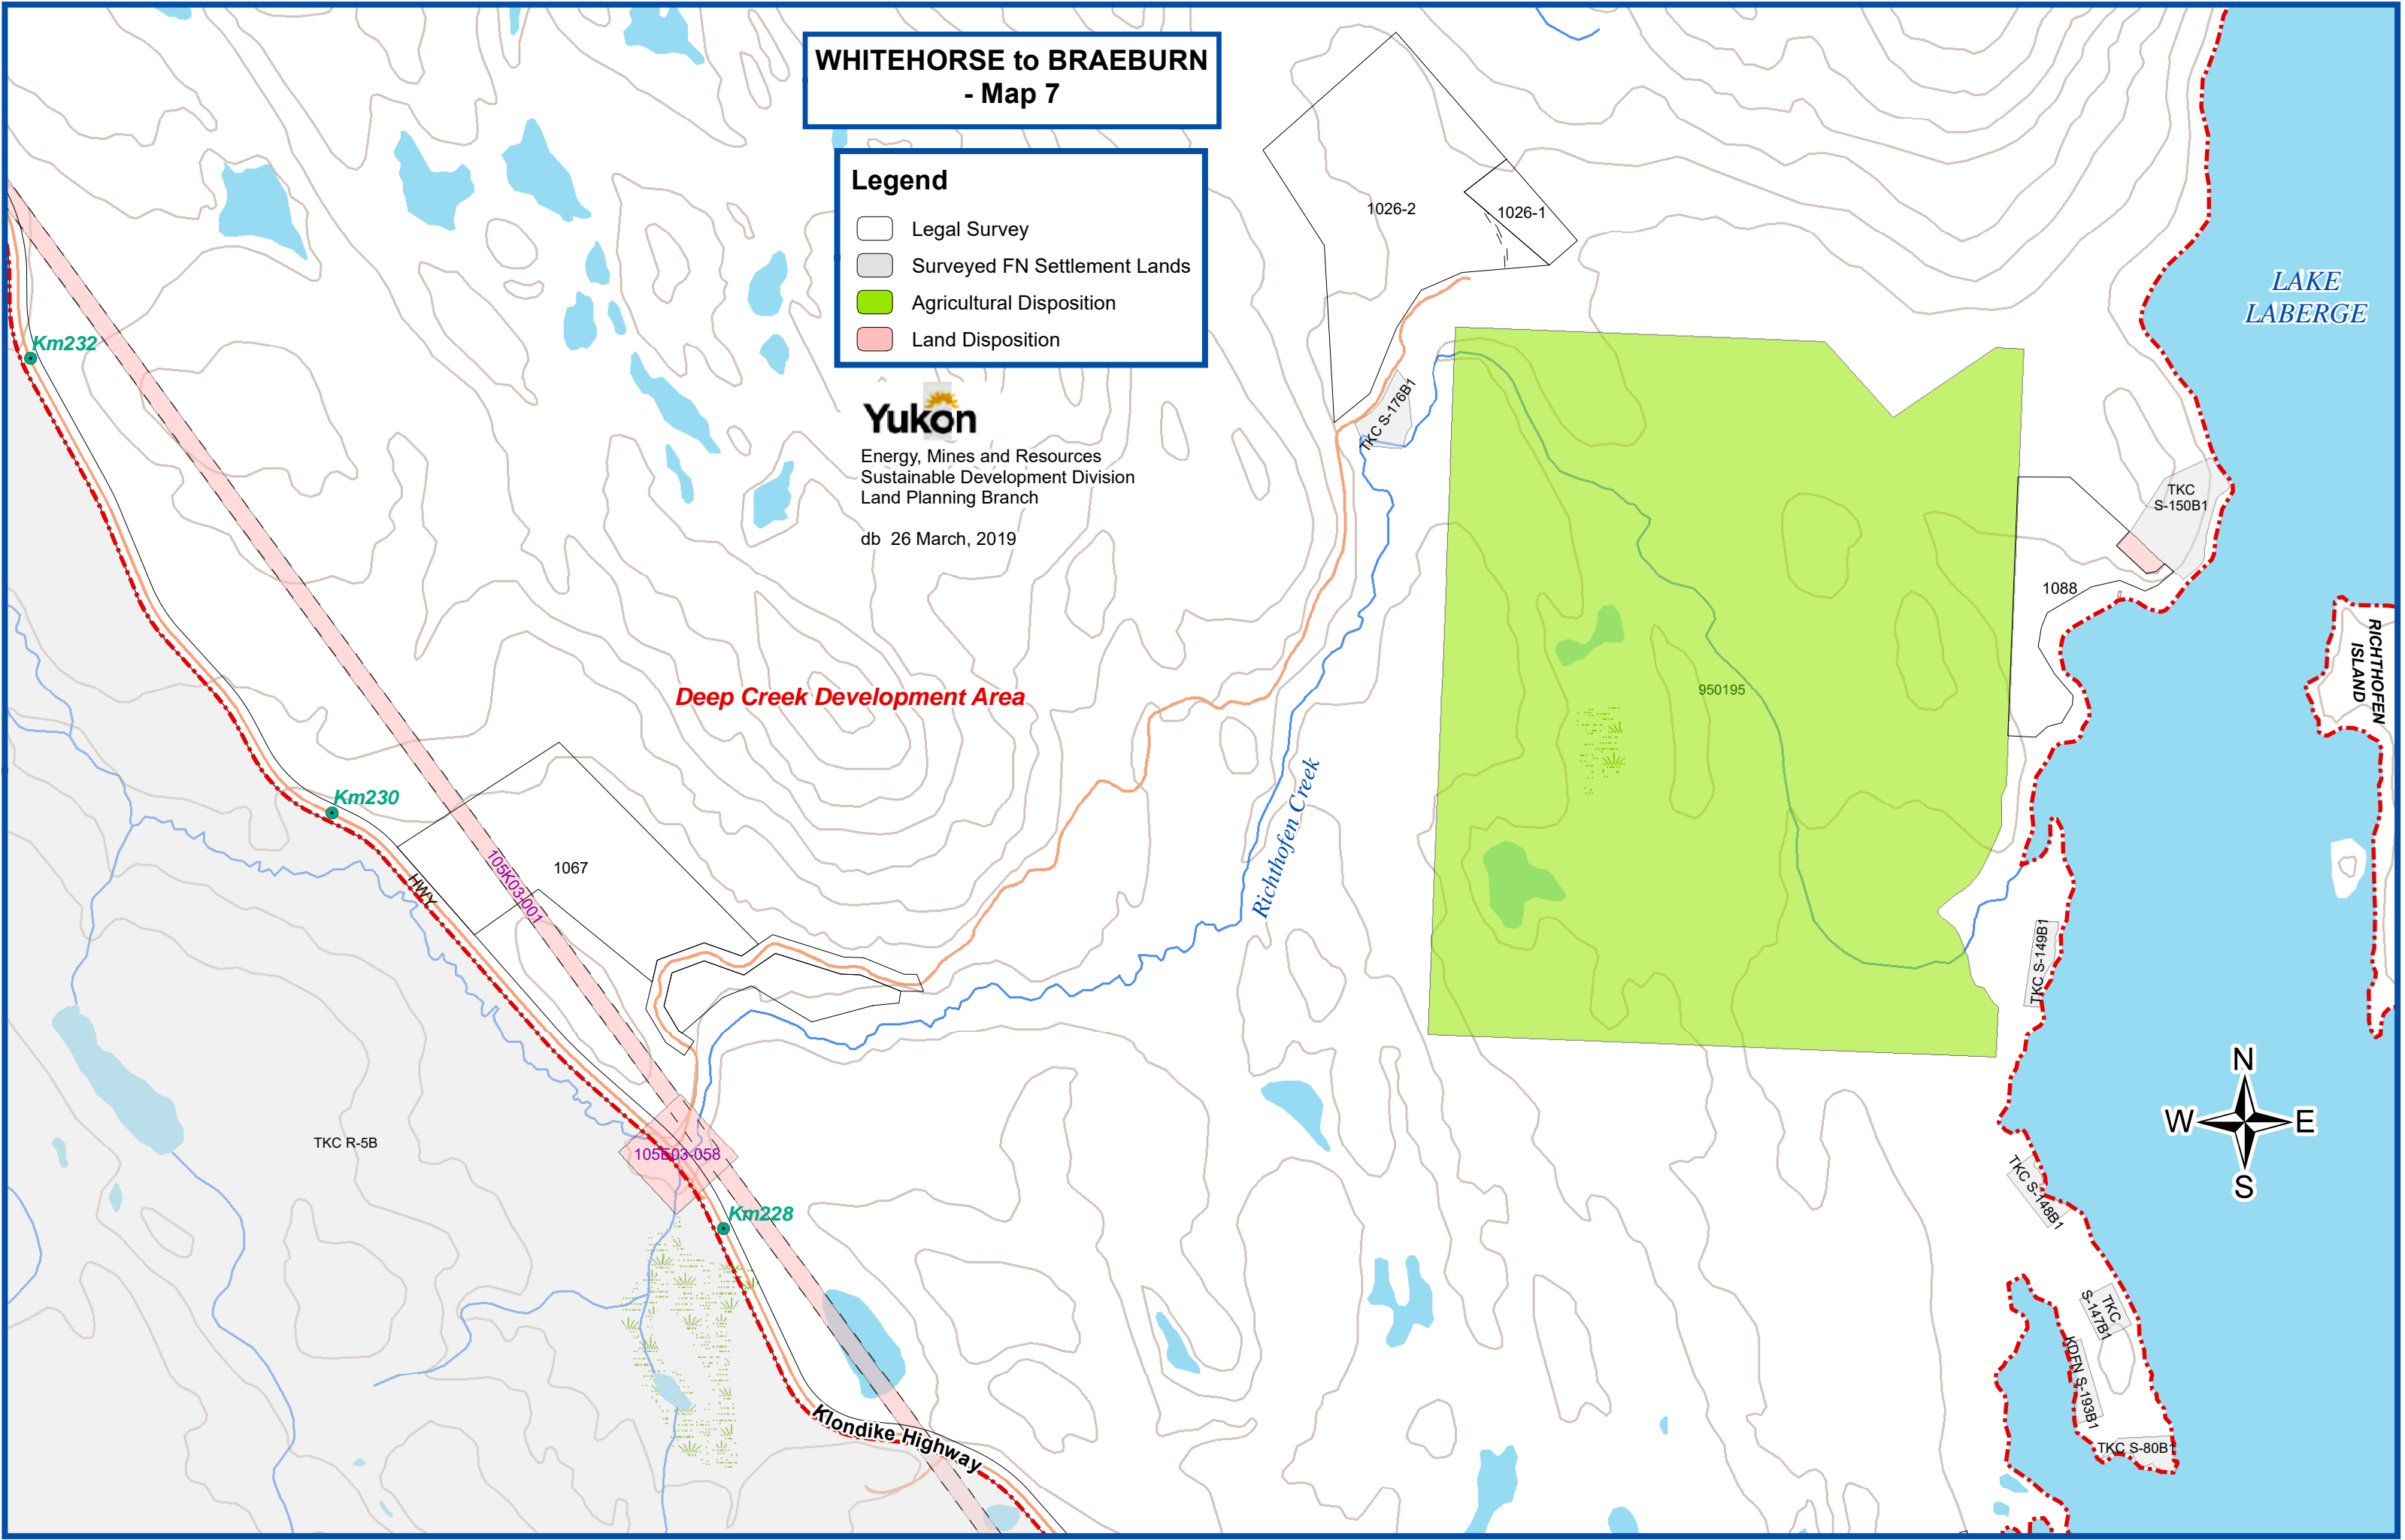 WHITEHORSE to BRAEBURN
- Map 7
Legend
Legal Survey
Surveyed FN Settlement Lands
Agricultural Disposition
Land Disposition
Yukon
Energy, Mines and Resources
Sustainable Development Division
Land Planning Branch
db 26 March, 2019
1026-2
1026-1
LAKE
LABERGE
Km232
TKC S-176B1
TKC
S-150B1
1088
RICHTHOFEN
ISLAND
Deep Creek Development Area
950195
Km230
Richthofen Creek
1067
105K03-001
HWY
TKC S-149B1
N
W
E
S
TKC R-5B
105E03-058
Km228
TKC S-148B1
TKC
S-147B1
KDFN S-193B1
Klondike Highway
TKC S-80B1